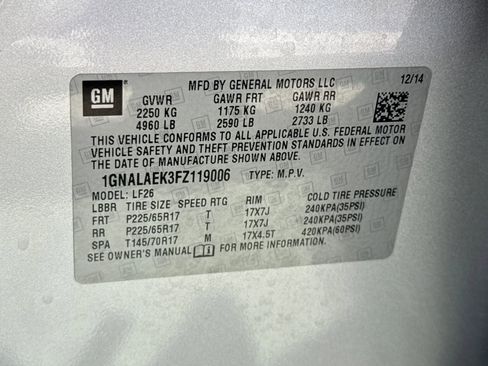 MFD BY GENERAL MOTORS LLC 12/14
GM
GVWR GAWR FRT GAWR RR
2250 KG 1175 KG 1240 KG
4960 LB 2590 LB 2733 LB
THIS VEHICLE CONFORMS TO ALL APPLICABLE U.S. FEDERAL MOTOR
VEHICLE SAFETY AND THEFT PREVENTION STANDARDS IN EFFECT ON THE
DATE OF MANUFACTURE SHOWN ABOVE.
1GNALAEK3FZ119006 TYPE: M.P.V.
MODEL: LF26
LBBR TIRE SIZE SPEED RTG RIM COLD TIRE PRESSURE
FRT P225/65R17 T 17X7J 240KPA(35PSI)
RR P225/65R17 T 17X7J 240KPA(35PSI)
SPA T145/70R17 M 17X4.5T 420KPA(60PSI)
SEE OWNER'S MANUAL FOR MORE INFORMATION.